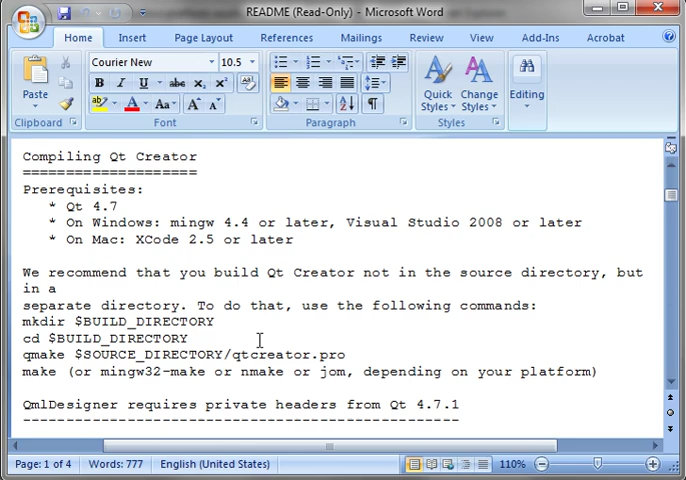 README (Read-Only) - Microsoft Word
Home Insert Page Layout References Mailings Review View Add-Ins Acrobat
Courier New 10.5
Paste
B I U abc x₂ x²
Aa A A
Quick Styles
Change Styles
Editing
Clipboard Font Paragraph Styles
Compiling Qt Creator
====================
Prerequisites:
* Qt 4.7
* On Windows: mingw 4.4 or later, Visual Studio 2008 or later
* On Mac: XCode 2.5 or later
We recommend that you build Qt Creator not in the source directory, but
in a
separate directory. To do that, use the following commands:
mkdir $BUILD_DIRECTORY
cd $BUILD_DIRECTORY
qmake $SOURCE_DIRECTORY/qtcreator.pro
make (or mingw32-make or nmake or jom, depending on your platform)
QmlDesigner requires private headers from Qt 4.7.1
--------------------------------------------------
Page: 1 of 4 Words: 777 English (United States) 110%